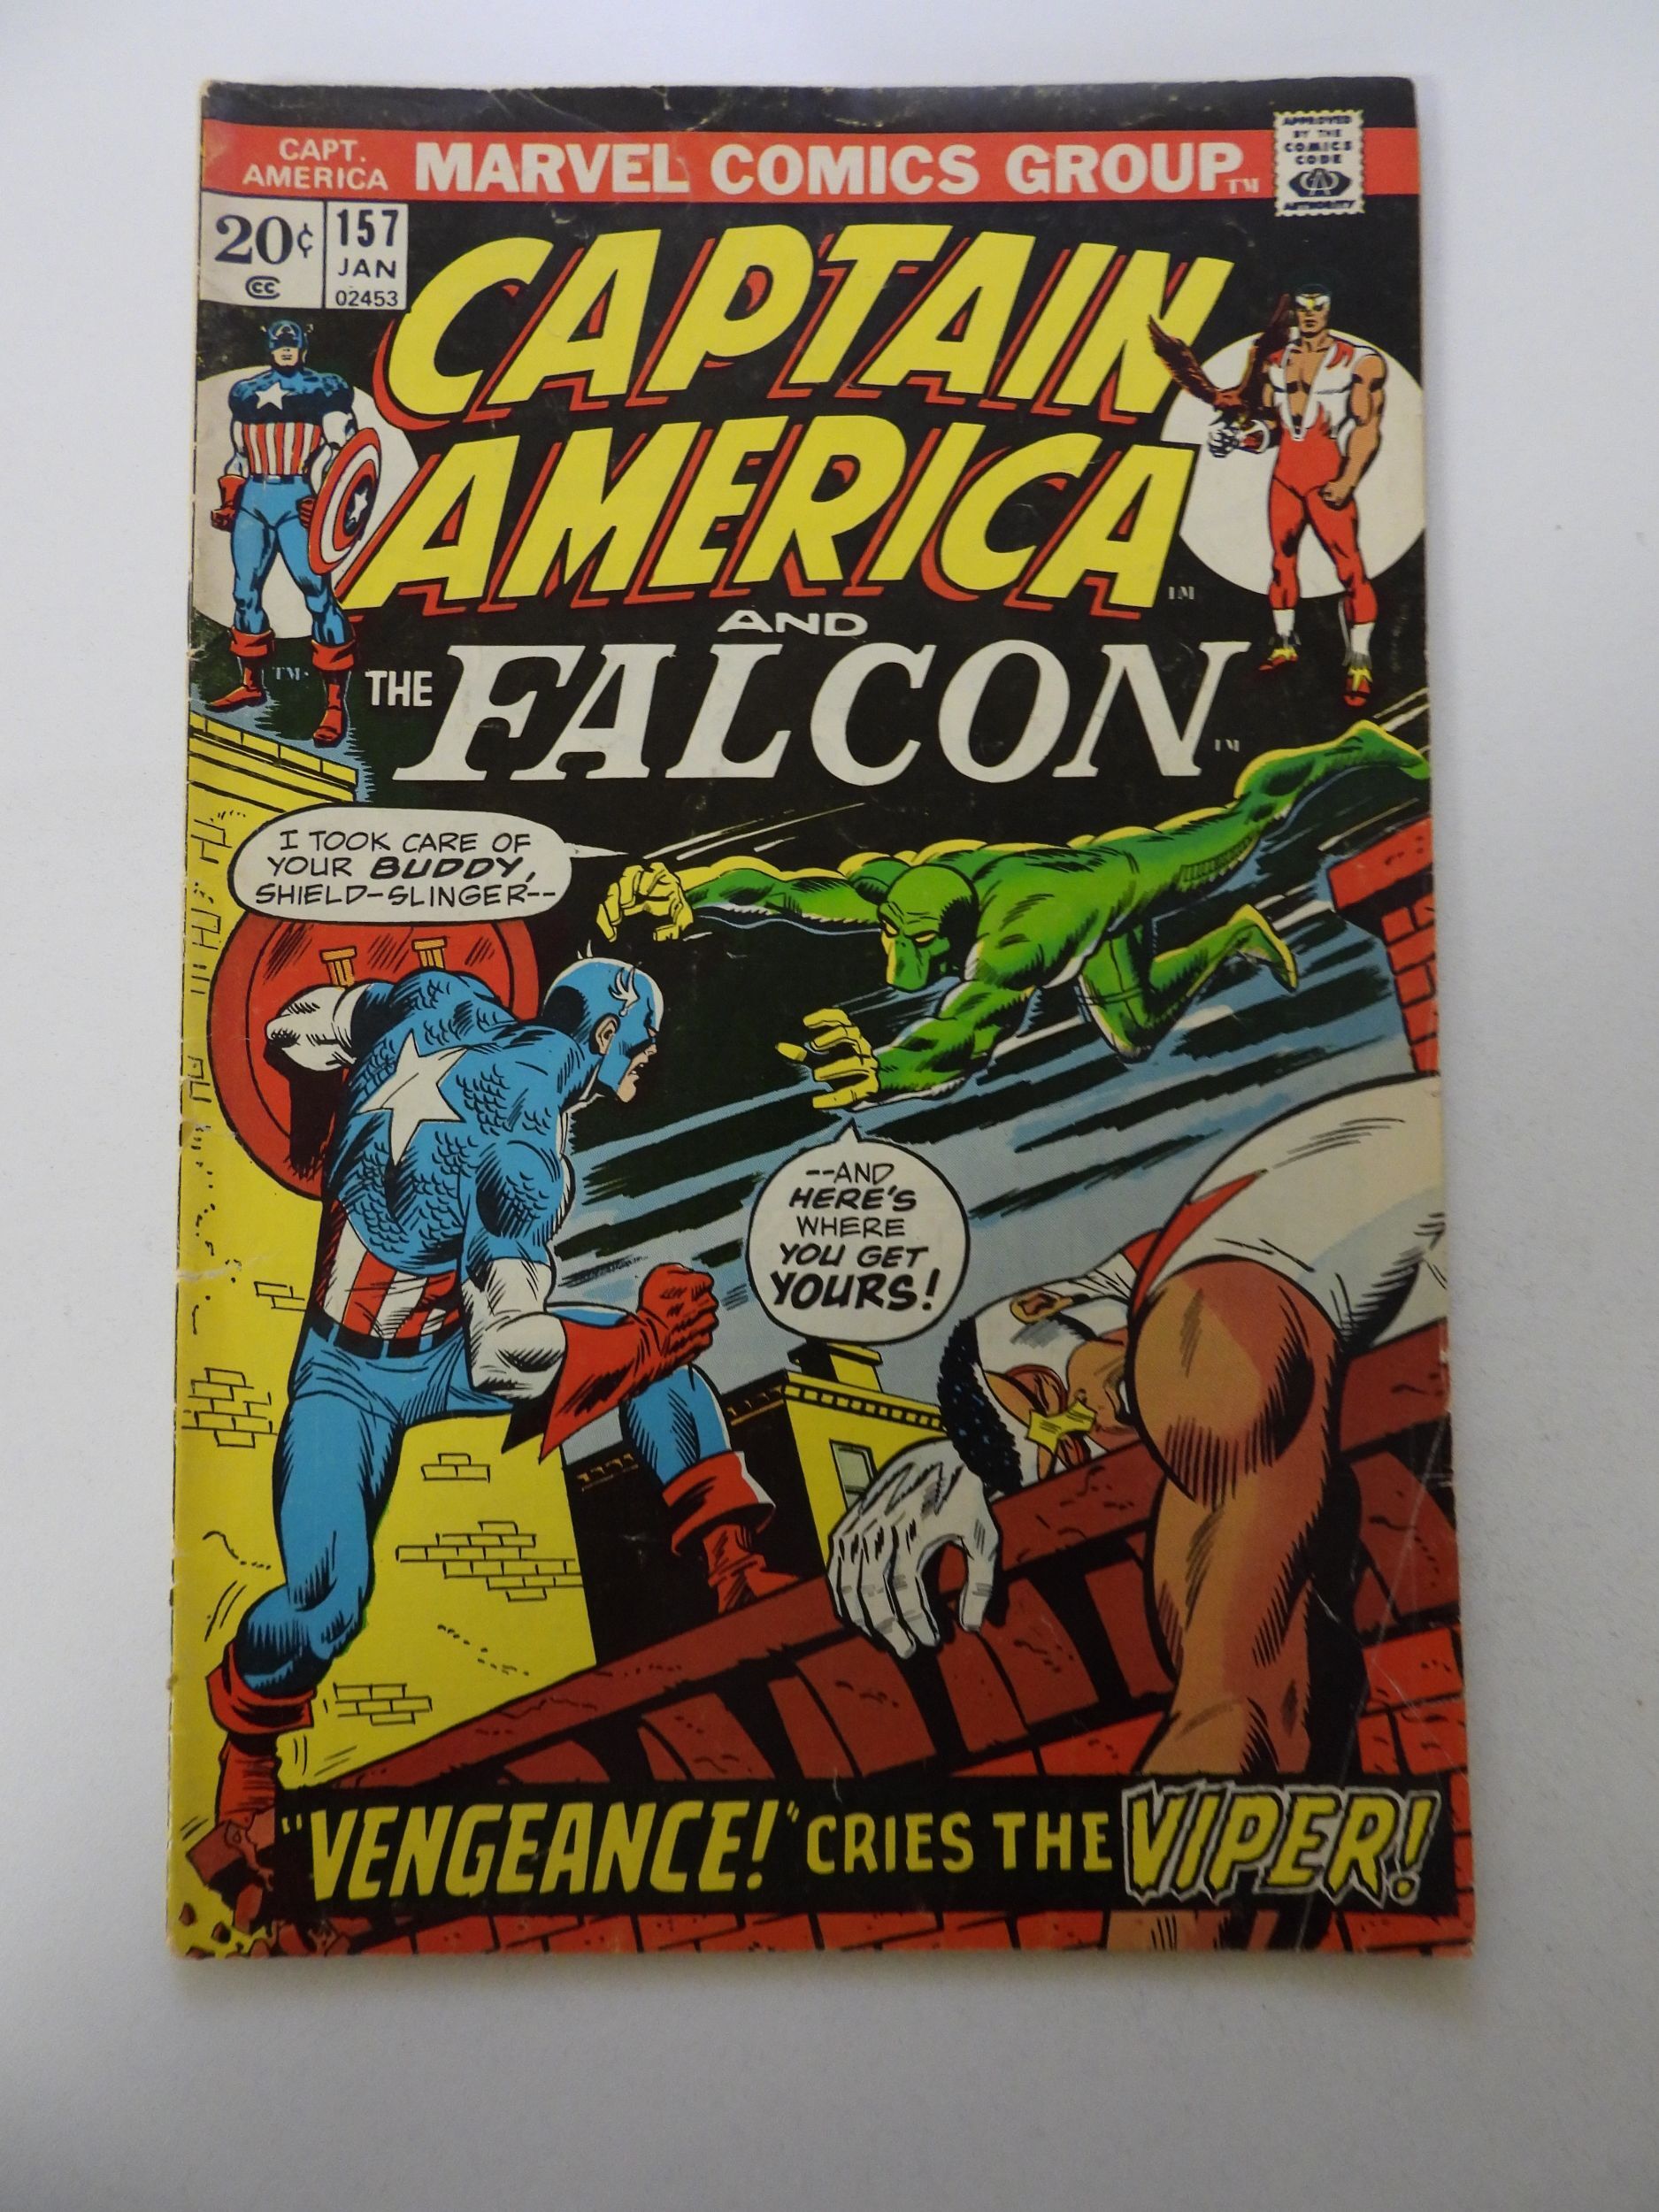 CAPT.
AMERICA
MARVEL COMICS GROUP TM
APPROVED
BY THE
COMICS
CODE
AUTHORITY
20¢
CC
157
JAN
02453
CAPTAIN
AMERICA TM
AND
THE FALCON TM
TM
I TOOK CARE OF
YOUR BUDDY,
SHIELD-SLINGER--
--AND
HERE'S
WHERE
YOU GET
YOURS!
"VENGEANCE!" CRIES THE VIPER!